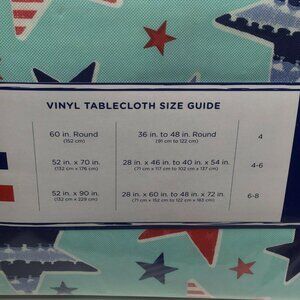 VINYL TABLECLOTH SIZE GUIDE
60 in. Round 36 in. to 48 in. Round 4
(152 cm) (91 cm to 122 cm)
52 in. x 70 in. 28 in. x 46 in. to 40 in. x 54 in. 4-6
(132 cm x 178 cm) (71 cm x 117 cm to 102 cm x 137 cm)
52 in. x 90 in. 28 in. x 60 in. to 48 in. x 72 in. 6-8
(132 cm x 229 cm) (71 cm x 152 cm to 122 cm x 183 cm)